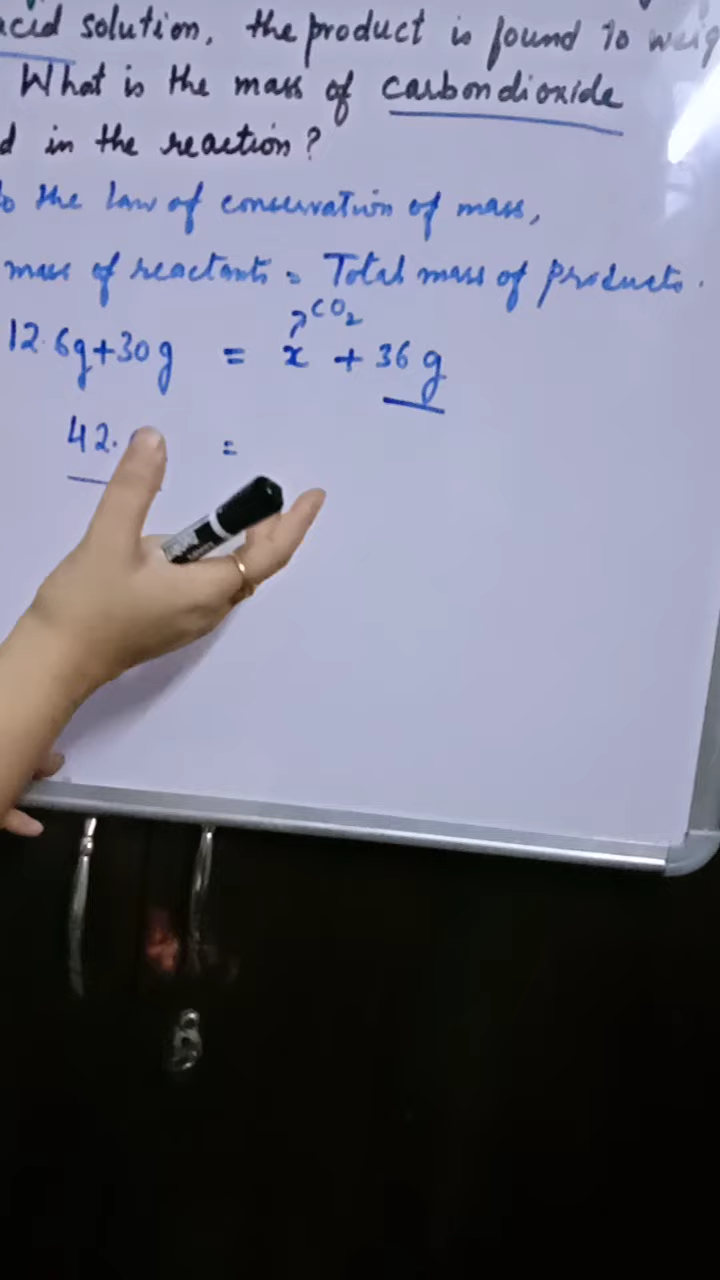 acid solution, the product is found to weig
What is the mass of carbondioxide
d in the reaction?
to the law of conservation of mass,
mass of reactants = Total mass of products.
CO2
12.6g+30g = x + 36 g
42. =